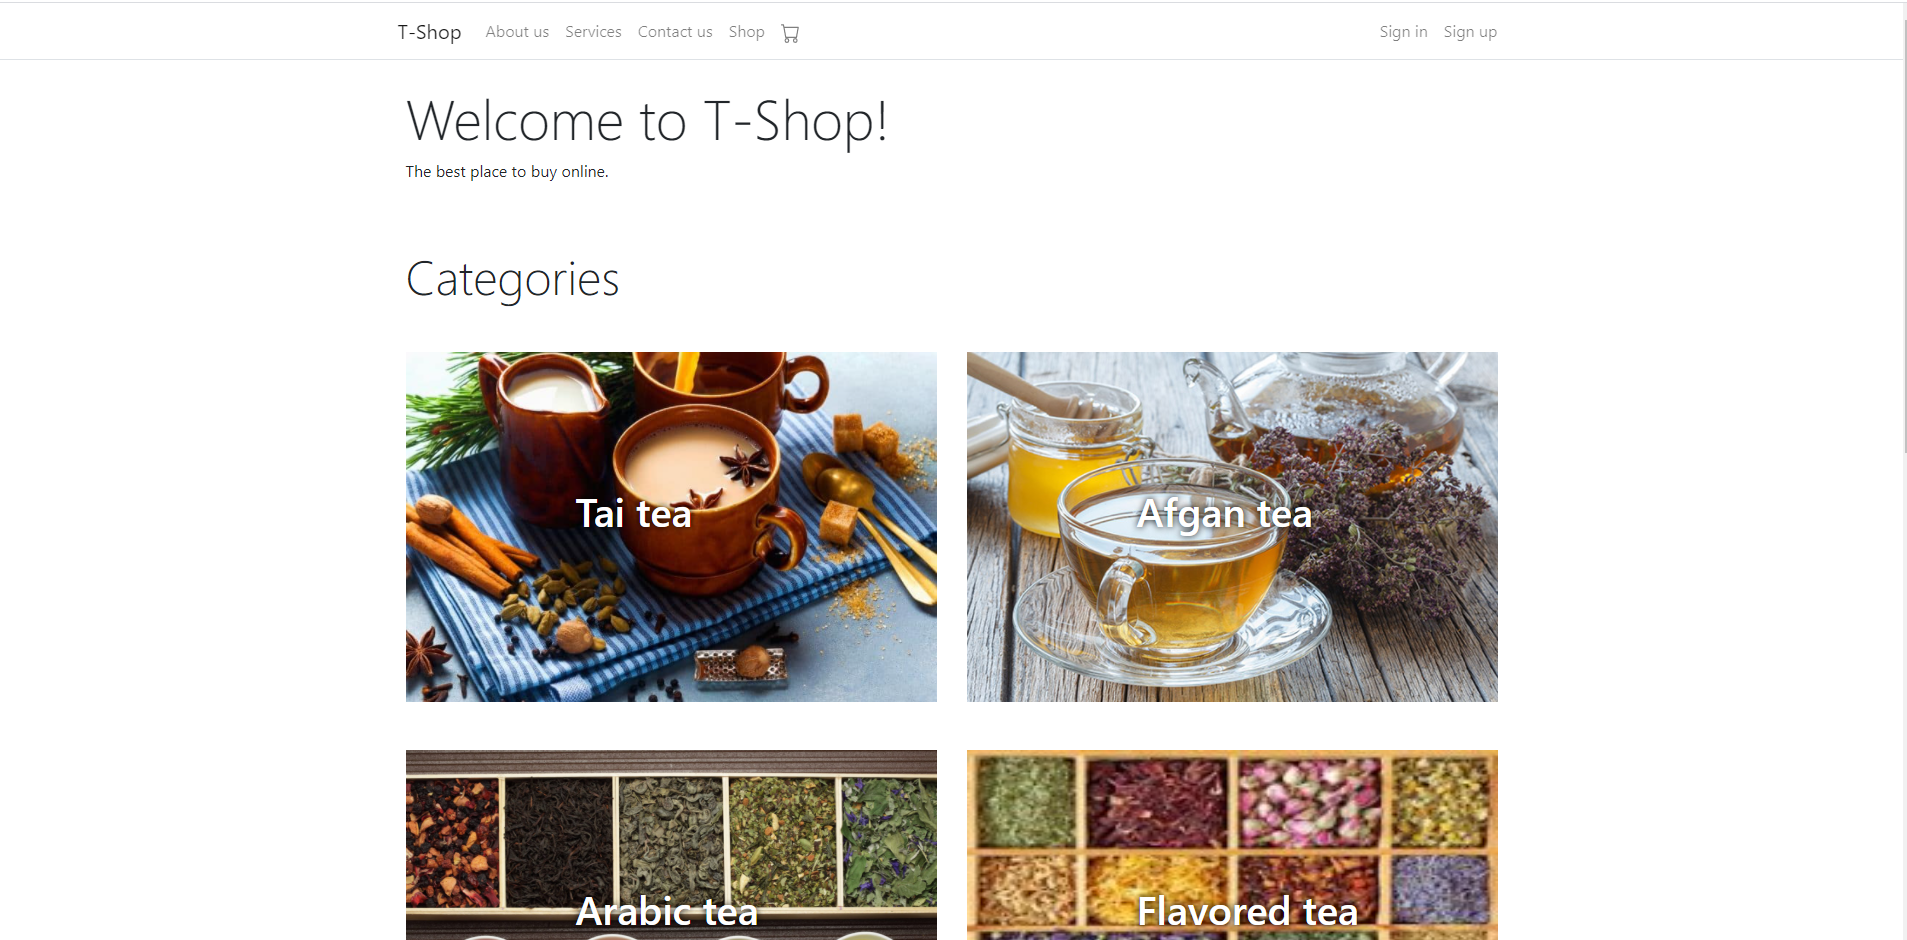 T-Shop About us Services Contact us Shop Sign in Sign up
Welcome to T-Shop!
The best place to buy online.
Categories
Tai tea Afgan tea
Arabic tea Flavored tea